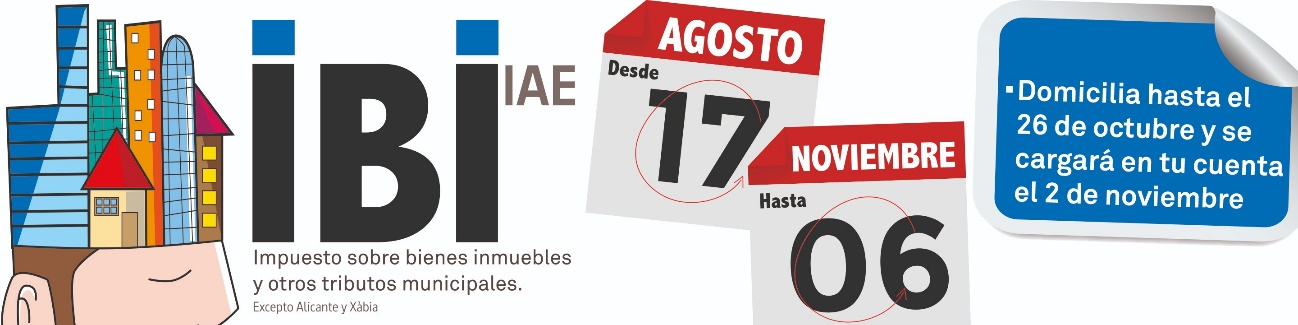 iBi
IAE
Impuesto sobre bienes inmuebles
y otros tributos municipales.
Excepto Alicante y Xàbia
AGOSTO
Desde
17
NOVIEMBRE
Hasta
06
▪Domicilia hasta el
26 de octubre y se
cargará en tu cuenta
el 2 de noviembre